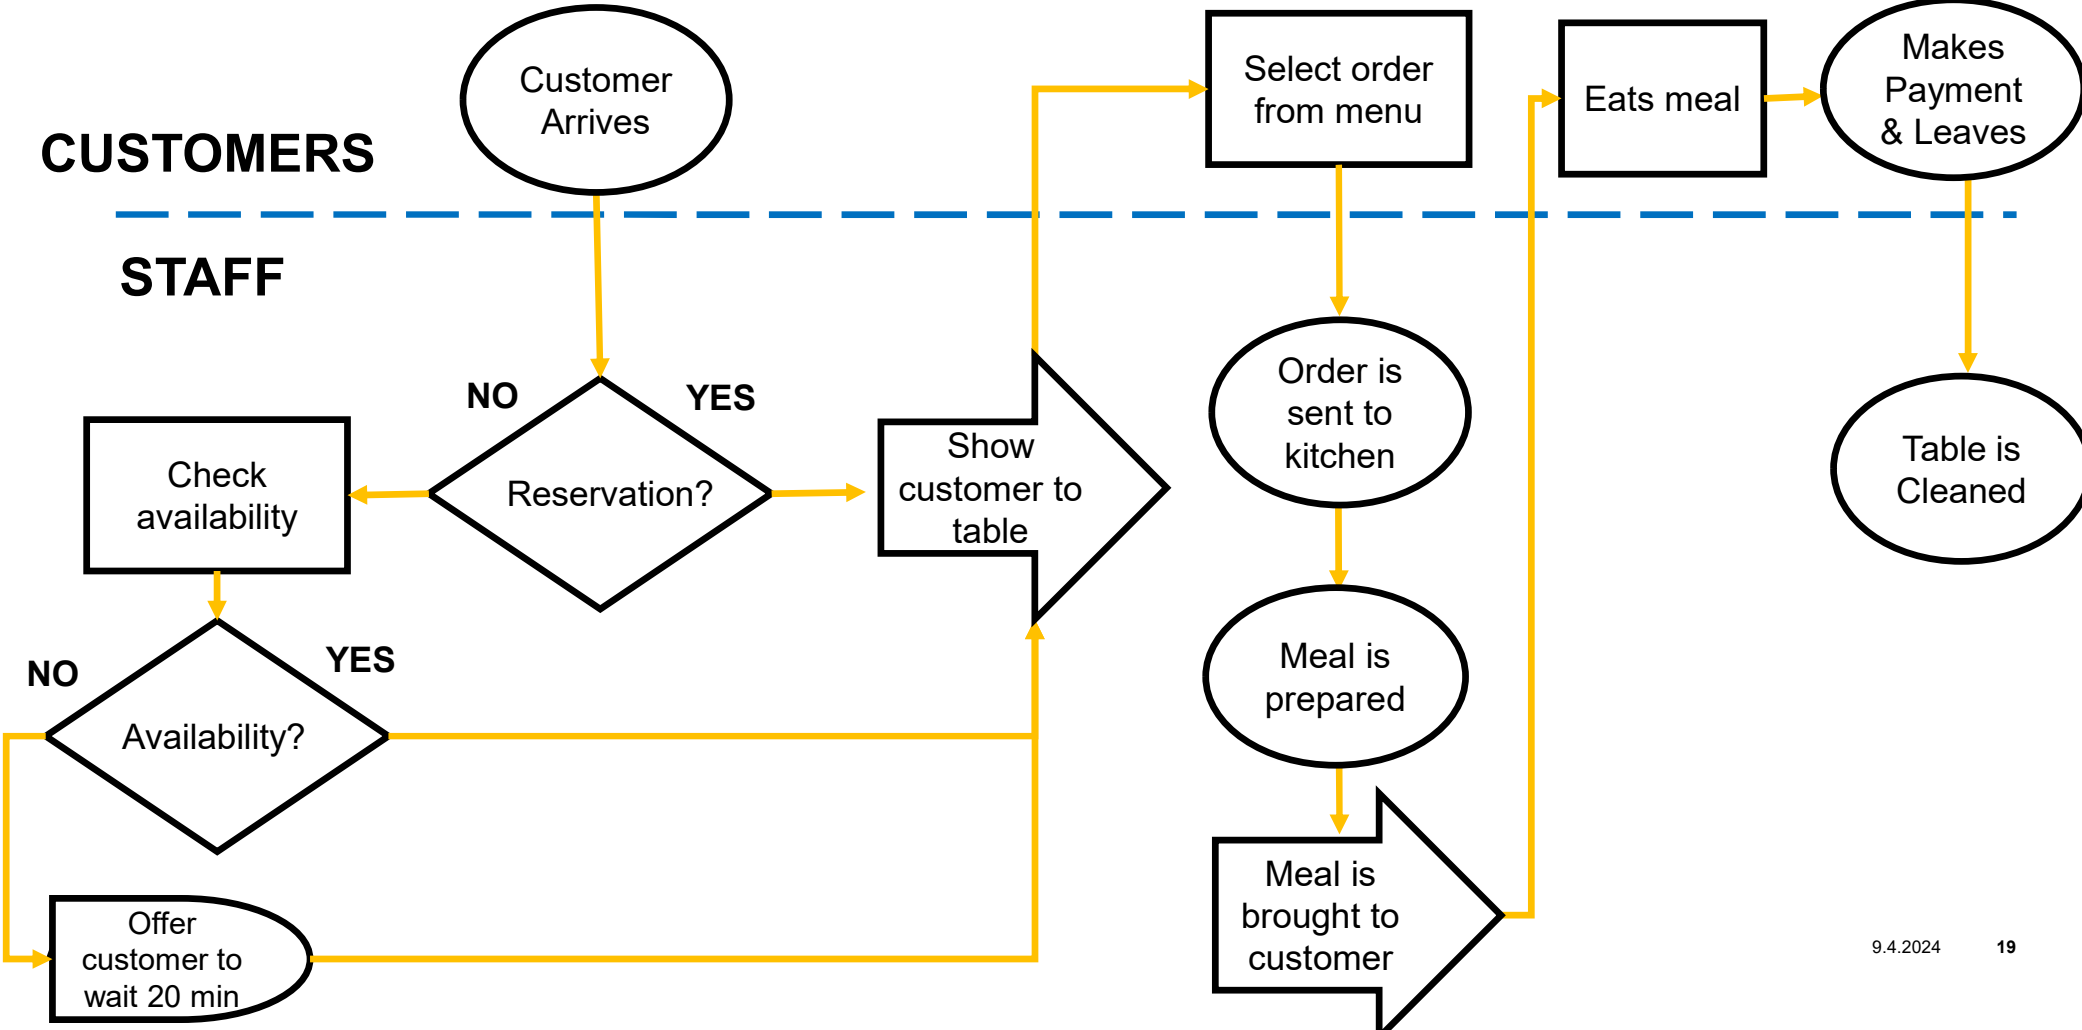 Customer
Arrives
Select order
from menu
Eats meal
Makes
Payment
& Leaves
CUSTOMERS
STAFF
NO
YES
Reservation?
Check
availability
Show
customer to
table
Order is
sent to
kitchen
Table is
Cleaned
NO
YES
Availability?
Meal is
prepared
Offer
customer to
wait 20 min
Meal is
brought to
customer
9.4.2024
19